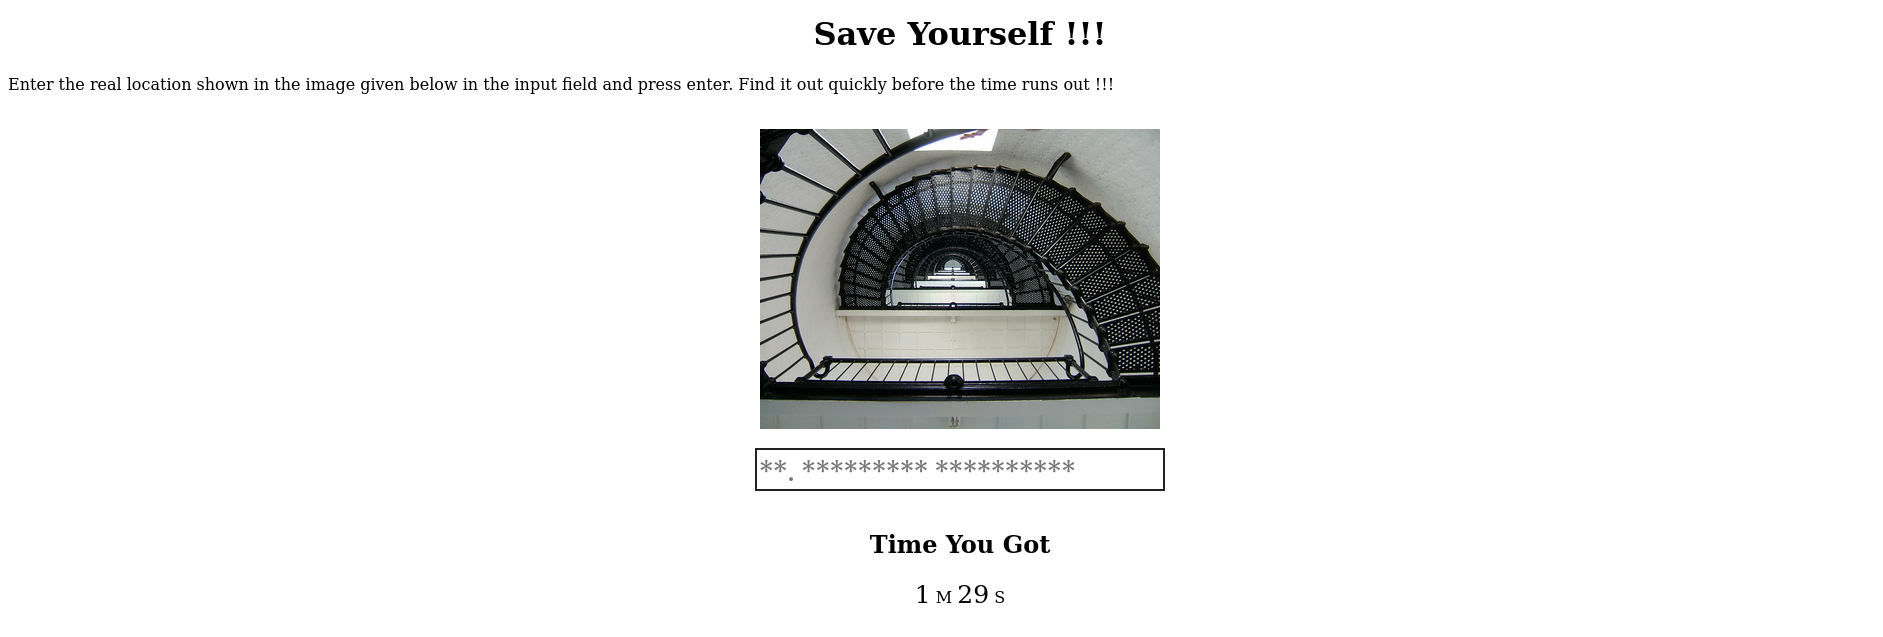 Save Yourself !!!
Enter the real location shown in the image given below in the input field and press enter. Find it out quickly before the time runs out !!!
**. ********* **********
Time You Got
1 M 29 S